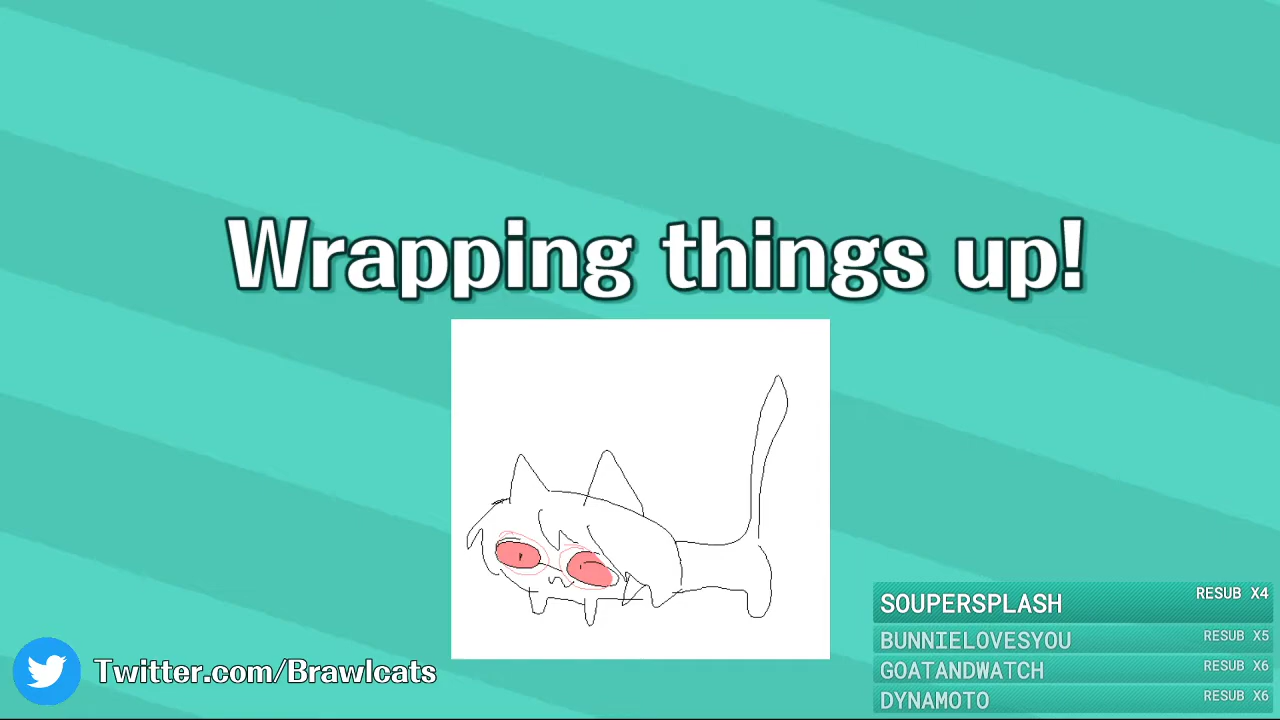 Wrapping things up!
SOUPERSPLASH RESUB X4
BUNNIELOVESYOU RESUB X5
GOATANDWATCH RESUB X6
DYNAMOTO RESUB X6
Twitter.com/Brawlcats